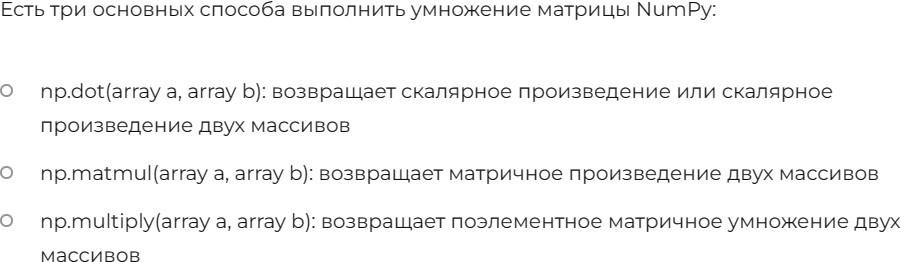 Есть три основных способа выполнить умножение матрицы NumPy:
np.dot(array a, array b): возвращает скалярное произведение или скалярное
произведение двух массивов
np.matmul(array a, array b): возвращает матричное произведение двух массивов
np.multiply(array a, array b): возвращает поэлементное матричное умножение двух
массивов